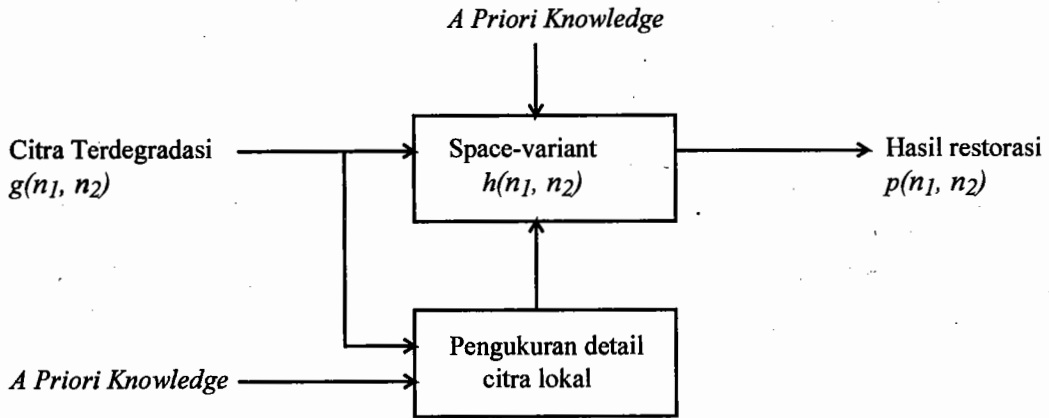 A Priori Knowledge
Citra Terdegradasi
g(n1, n2)
Space-variant
h(n1, n2)
Hasil restorasi
p(n1, n2)
Pengukuran detail
citra lokal
A Priori Knowledge